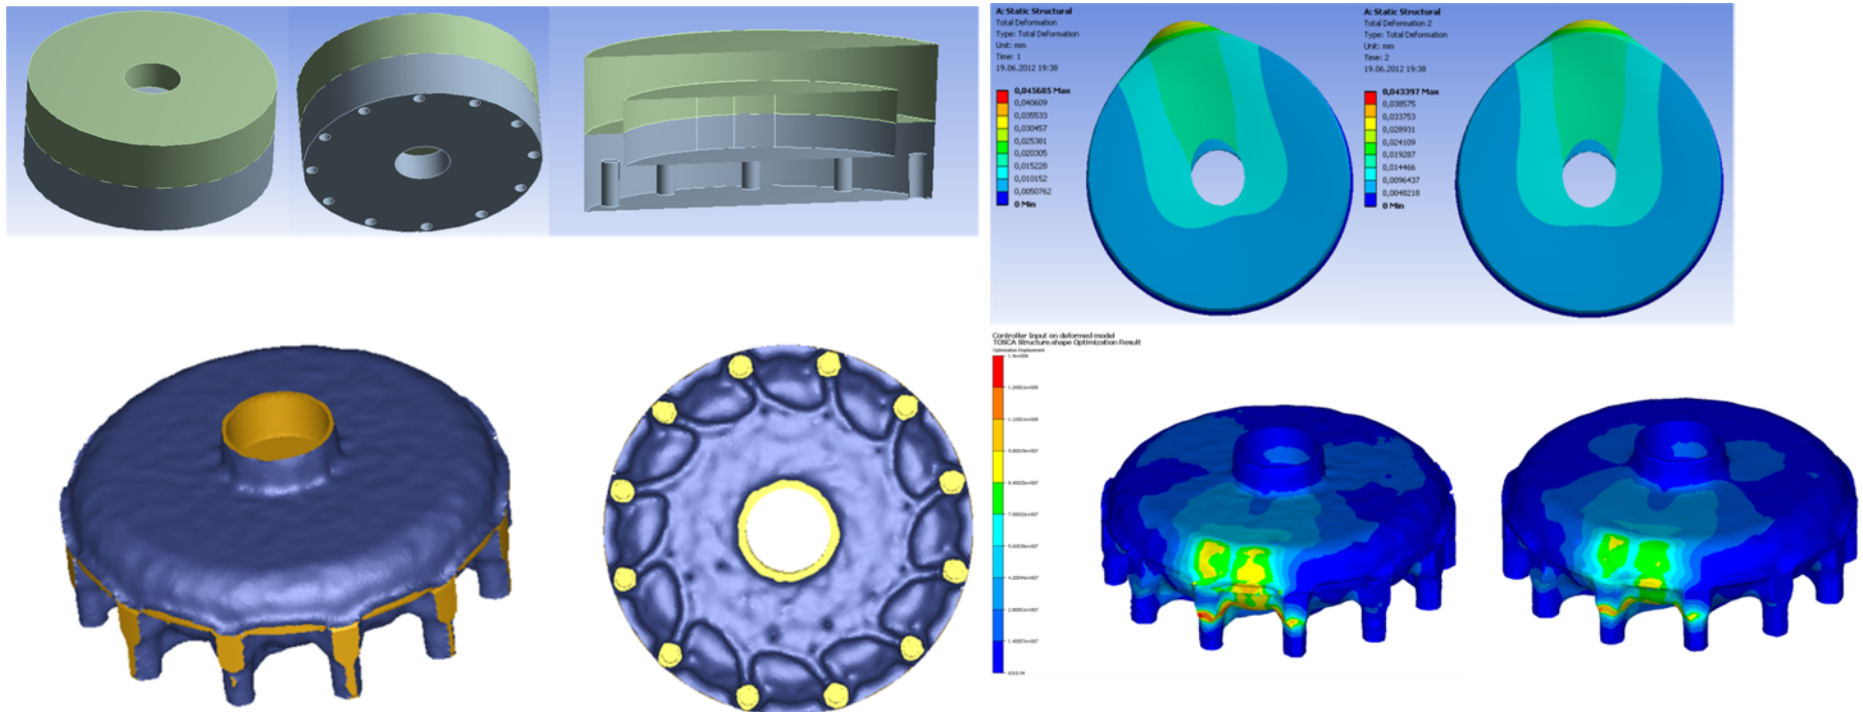 A: Static Structural
Total Deformation
Type: Total Deformation
Unit: mm
Time: 1
19.06.2012 19:38
0,045685 Max
0,040609
0,035533
0,030457
0,025381
0,020305
0,015228
0,010152
0,0050762
0 Min
A: Static Structural
Total Deformation 2
Type: Total Deformation
Unit: mm
Time: 2
19.06.2012 19:38
0,043397 Max
0,038575
0,033753
0,028931
0,024109
0,019287
0,014466
0,0096437
0,0048218
0 Min
Controller Input on deformed model
TOSCA Structure.shape Optimization Result
Optimization Displacement